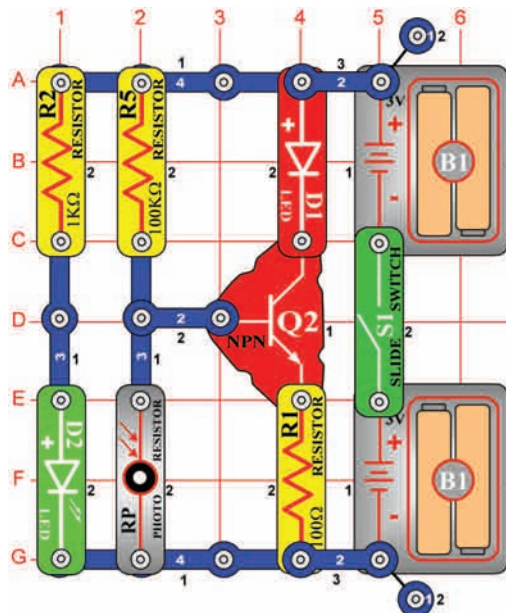 1 2 3 4 5 6
A
B
C
D
E
F
G
1 2
1
4
3
2
R2
RESISTOR
1KΩ
2
R5
RESISTOR
100KΩ
2
+
D1
LED
2
1
3V
+
-
B1
3
1
3
1
2
2
NPN
Q2
1
S1
SLIDE SWITCH
2
+
D2
LED
2
RP
PHOTO RESISTOR
2
R1
RESISTOR
100Ω
2
1
3V
+
-
B1
4
1
2
3
1 2